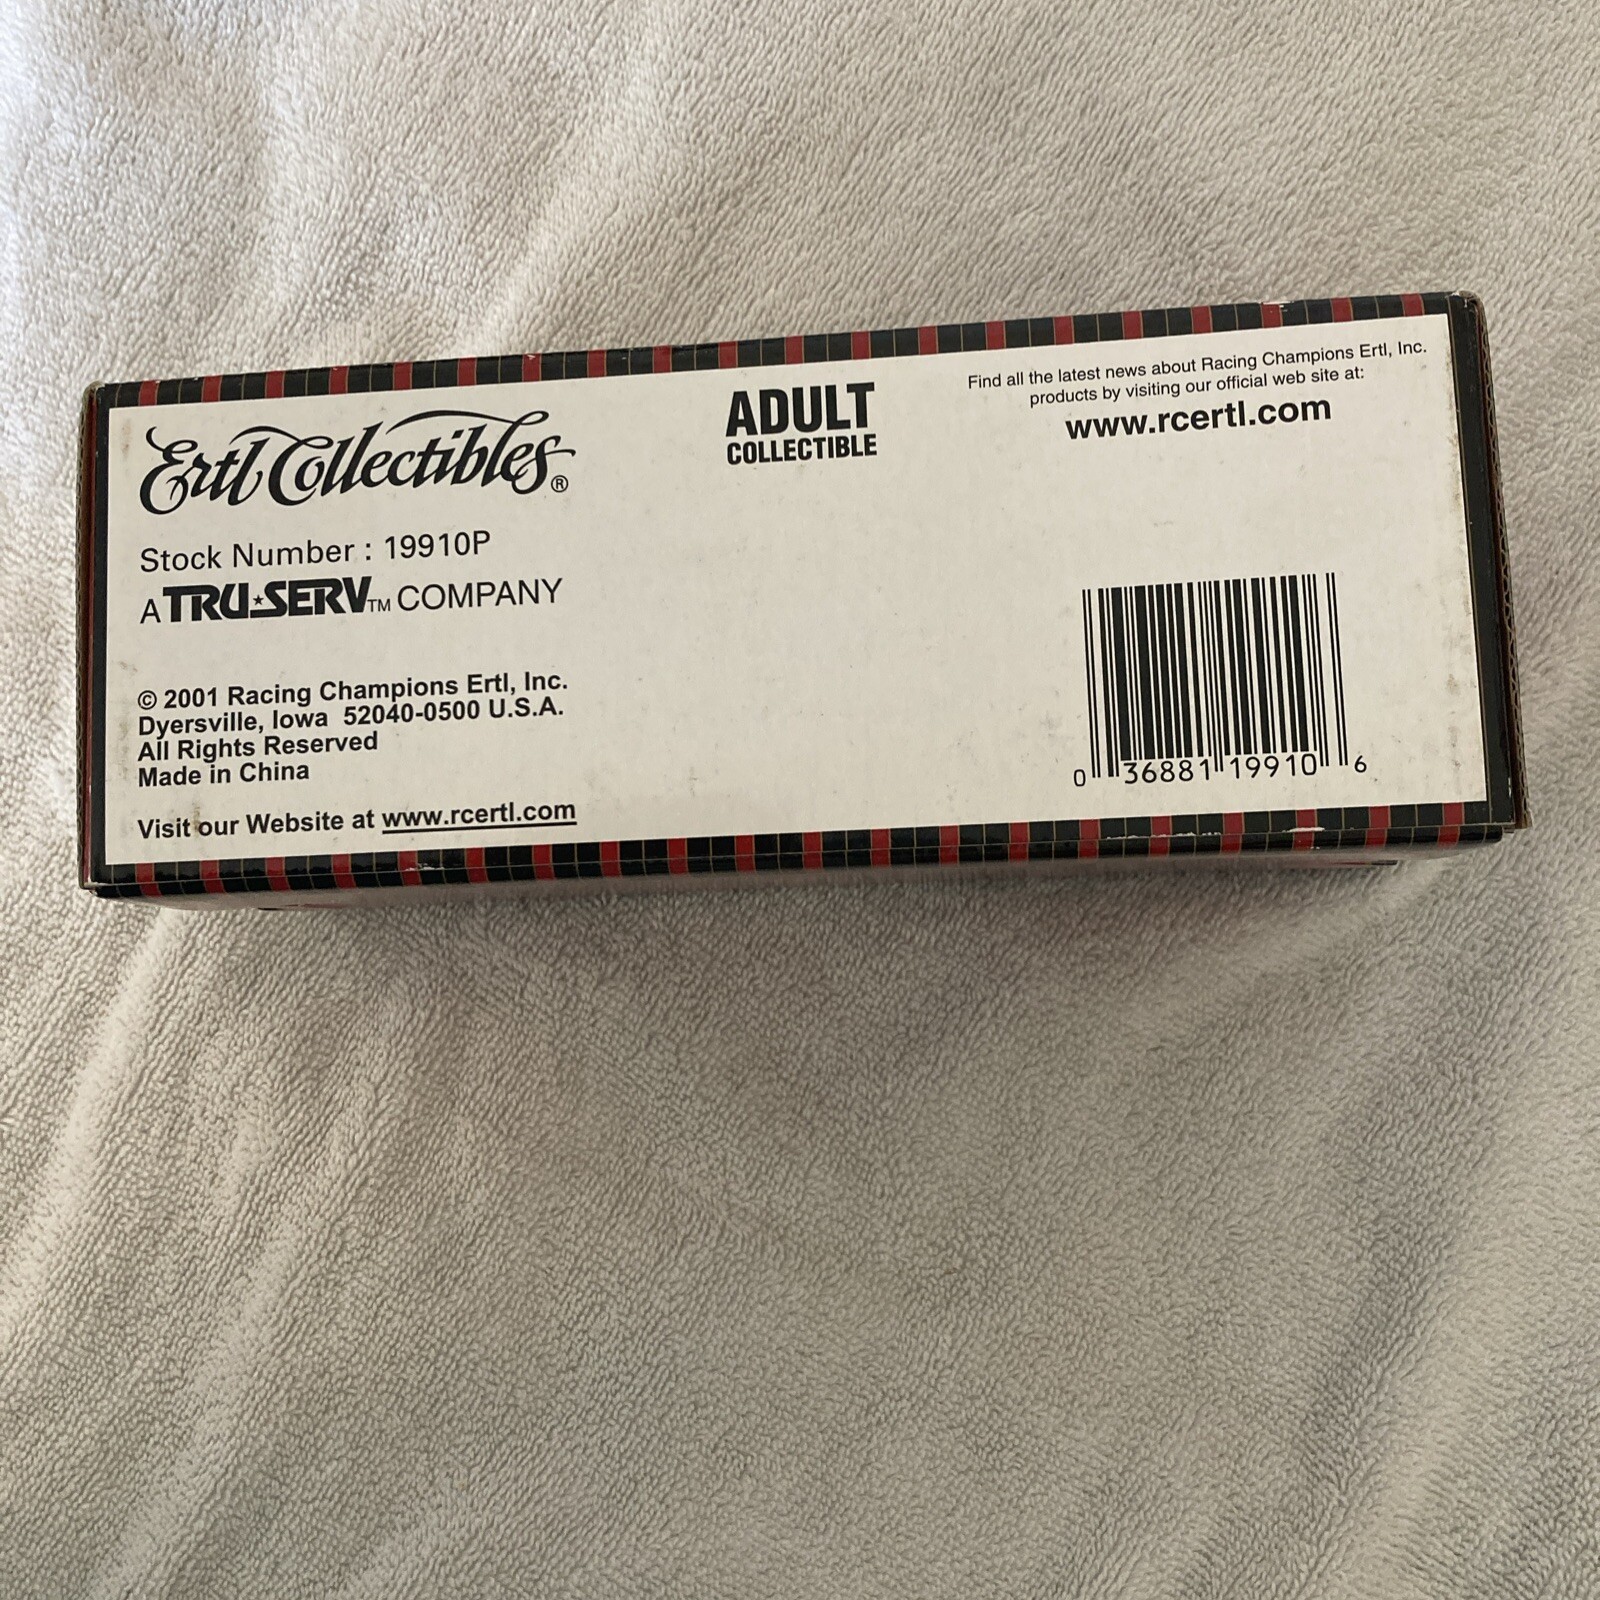 Ertl Collectibles®
Stock Number : 19910P
A TRU★SERV™ COMPANY
© 2001 Racing Champions Ertl, Inc.
Dyersville, Iowa 52040-0500 U.S.A.
All Rights Reserved
Made in China
Visit our Website at www.rcertl.com
ADULT
COLLECTIBLE
Find all the latest news about Racing Champions Ertl, Inc.
products by visiting our official web site at:
www.rcertl.com
0 36881 19910 6